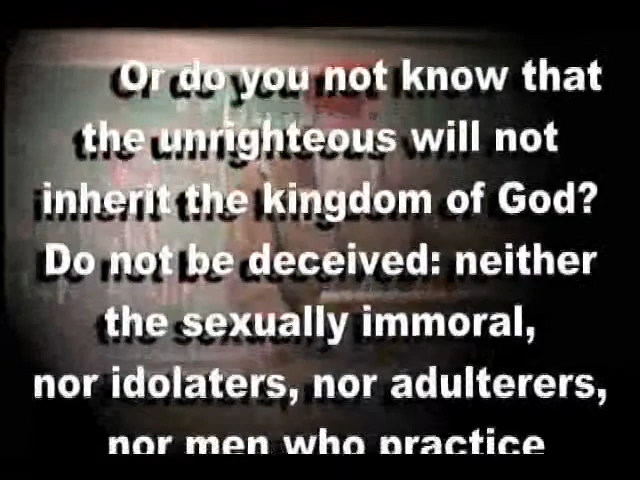 Or do you not know that
the unrighteous will not
inherit the kingdom of God?
Do not be deceived: neither
the sexually immoral,
nor idolaters, nor adulterers,
nor men who practice